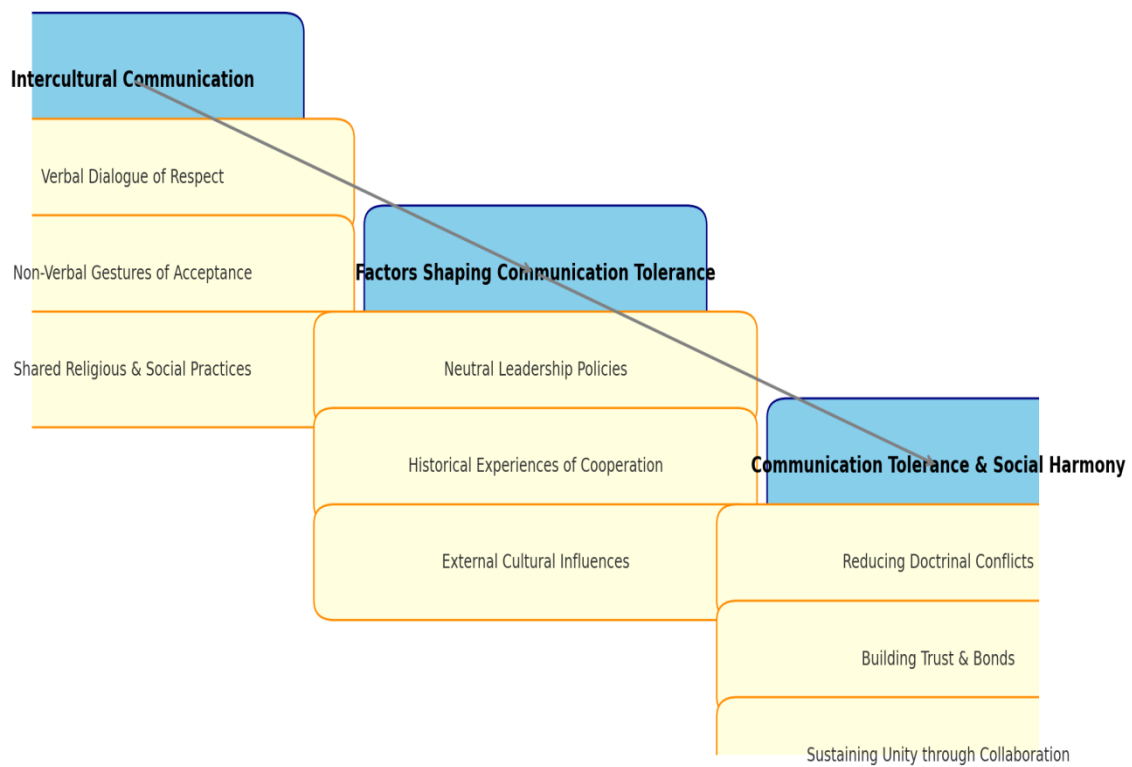 Intercultural Communication
Verbal Dialogue of Respect
Non-Verbal Gestures of Acceptance
Shared Religious & Social Practices
Factors Shaping Communication Tolerance
Neutral Leadership Policies
Historical Experiences of Cooperation
External Cultural Influences
Communication Tolerance & Social Harmony
Reducing Doctrinal Conflicts
Building Trust & Bonds
Sustaining Unity through Collaboration